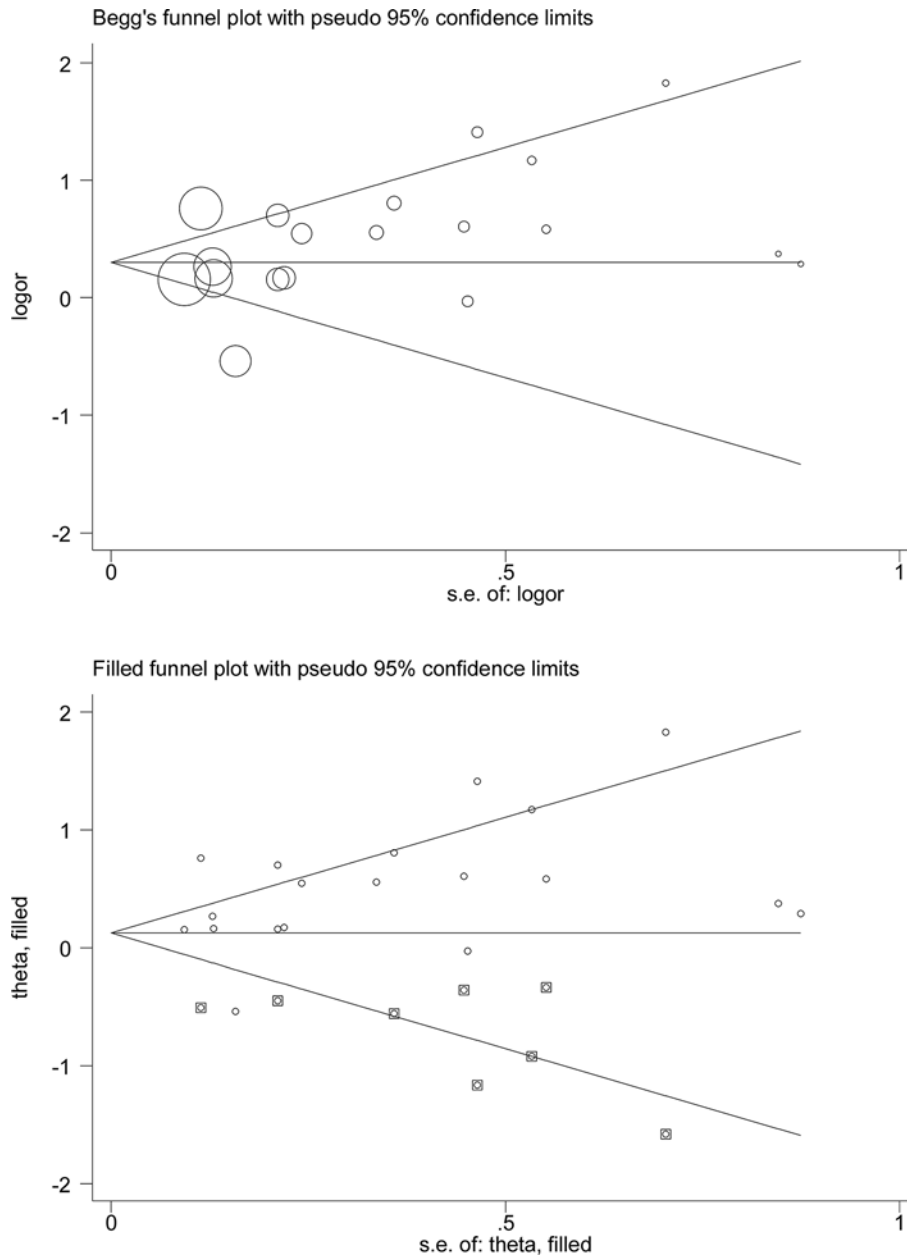 Begg's funnel plot with pseudo 95% confidence limits
2
1
0
-1
-2
logor
0
.5
1
s.e. of: logor
Filled funnel plot with pseudo 95% confidence limits
2
1
0
-1
-2
theta, filled
0
.5
1
s.e. of: theta, filled